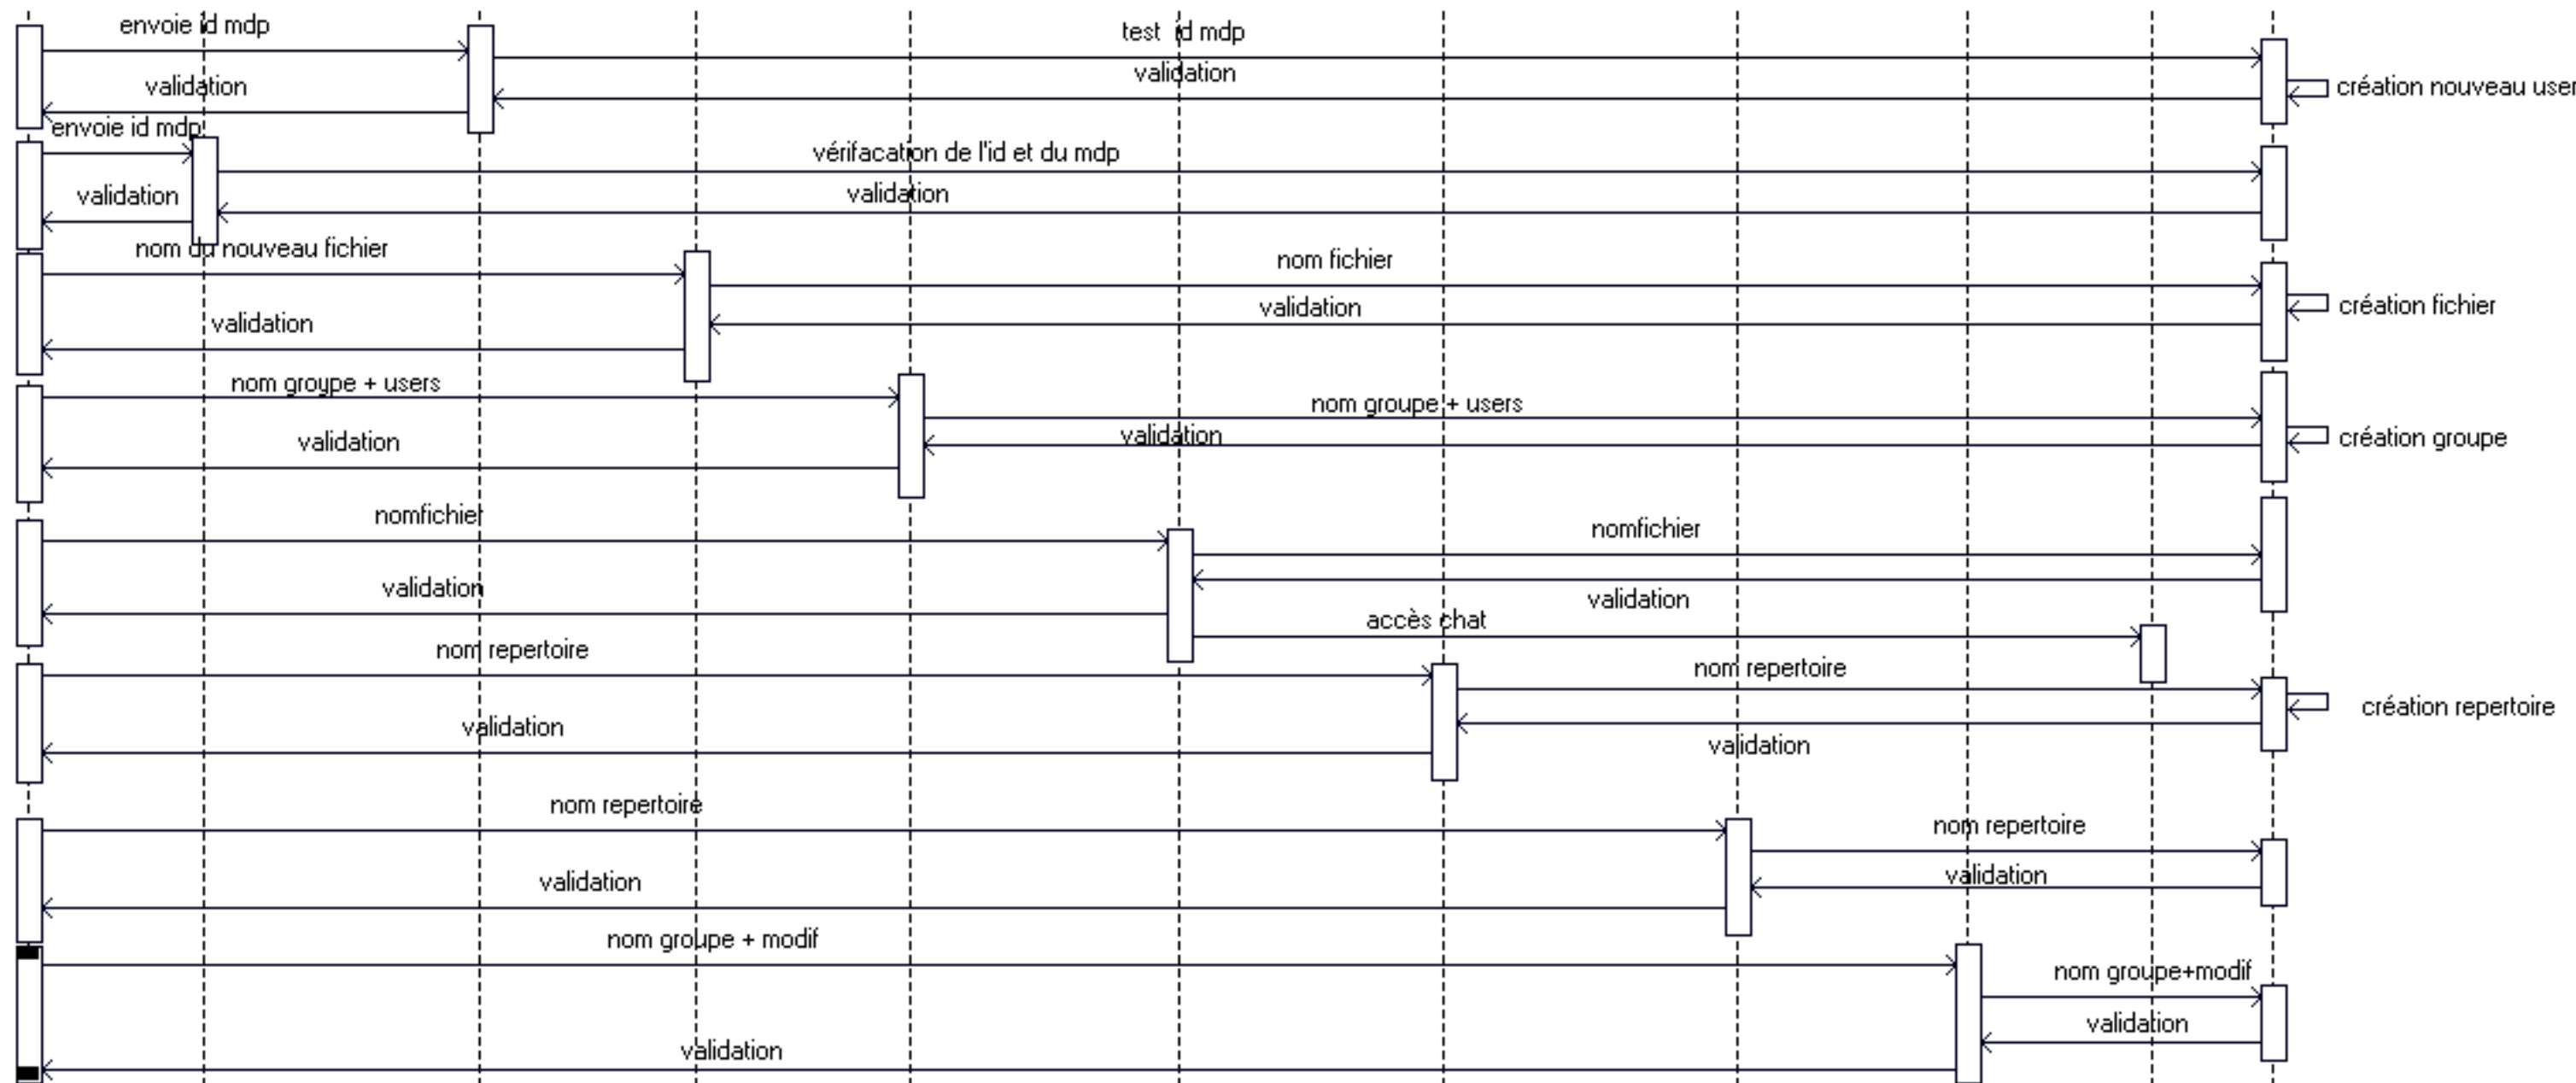 envoie id mdp
test id mdp
validation
validation
création nouveau user
envoie id mdp
vérifacation de l'id et du mdp
validation
validation
nom du nouveau fichier
nom fichier
validation
création fichier
validation
nom groupe + users
nom groupe + users
validation
création groupe
validation
nomfichier
nomfichier
validation
validation
accès chat
nom repertoire
nom repertoire
création repertoire
validation
validation
nom repertoire
nom repertoire
validation
validation
nom groupe + modif
nom groupe+modif
validation
validation